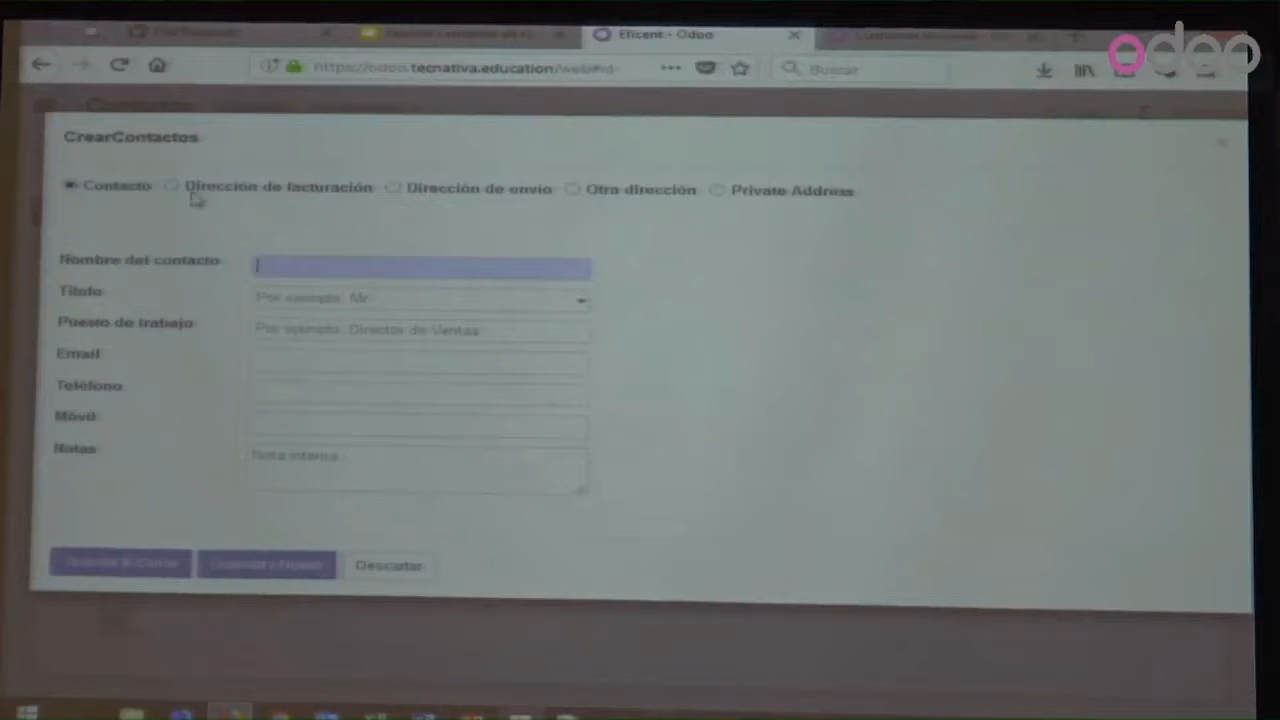 Eficent - Odoo
odoo
https://odoo.tecnativa.education/web#id-
Buscar
CrearContactos
Contacto Dirección de facturación Dirección de envío Otra dirección Private Address
Nombre del contacto
Título
Por ejemplo, Mr.
Puesto de trabajo
Por ejemplo, Director de Ventas
Email
Teléfono
Móvil
Notas
Nota interna
Descartar